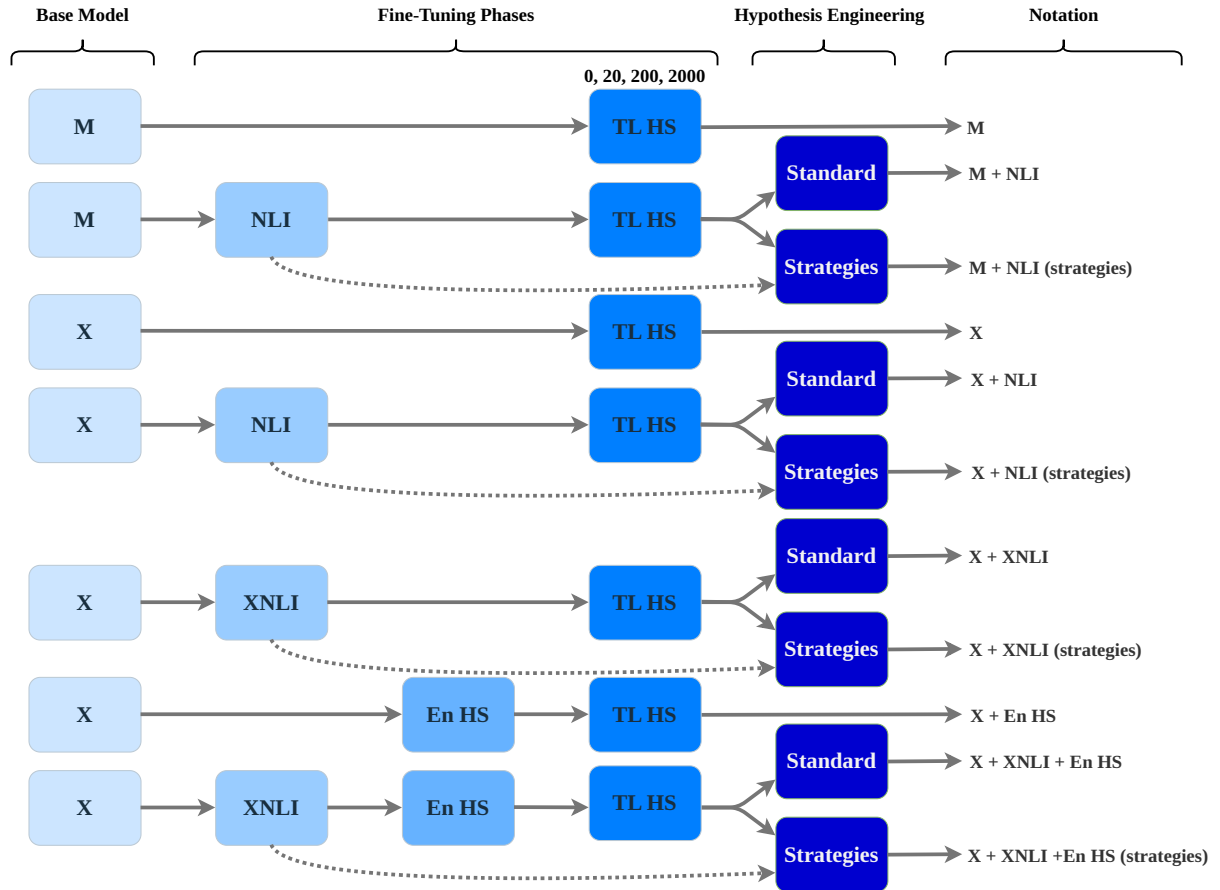 Base Model
Fine-Tuning Phases
Hypothesis Engineering
Notation
0, 20, 200, 2000
M
TL HS
M
Standard
M + NLI
M
NLI
TL HS
Strategies
M + NLI (strategies)
X
TL HS
X
Standard
X + NLI
X
NLI
TL HS
Strategies
X + NLI (strategies)
Standard
X + XNLI
X
XNLI
TL HS
Strategies
X + XNLI (strategies)
X
En HS
TL HS
X + En HS
Standard
X + XNLI + En HS
X
XNLI
En HS
TL HS
Strategies
X + XNLI +En HS (strategies)